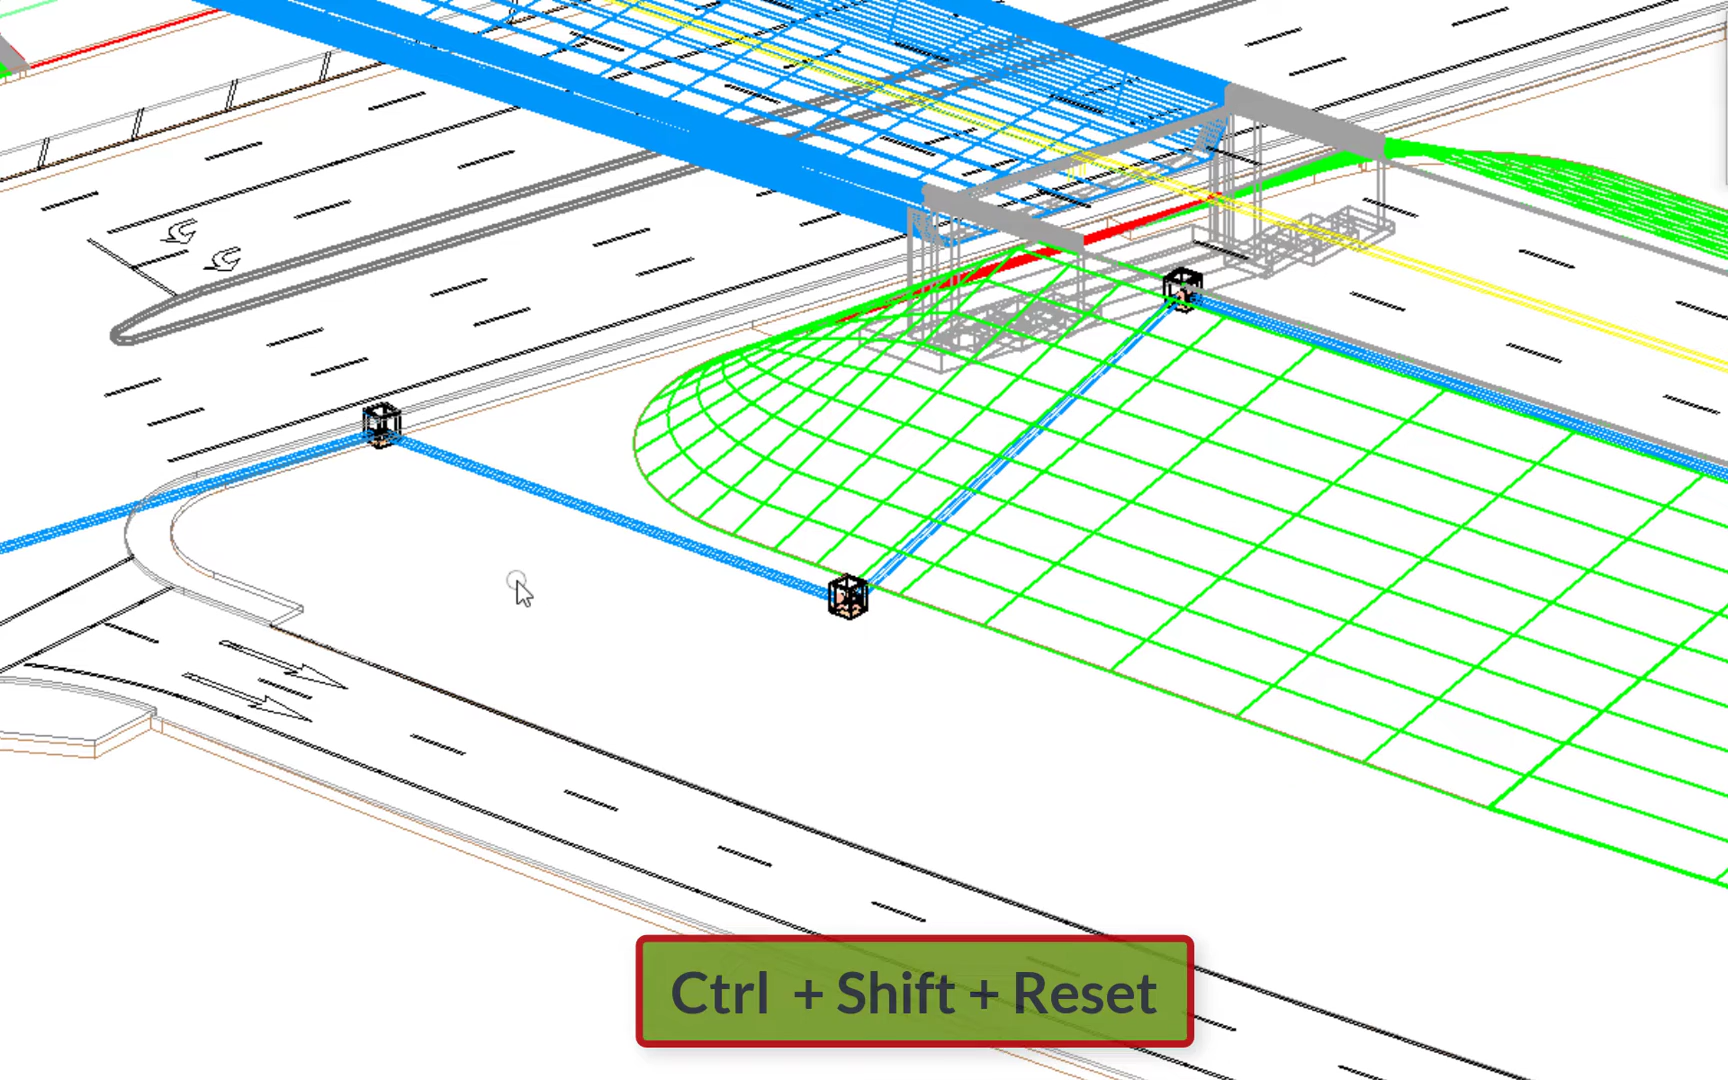 Ctrl + Shift + Reset